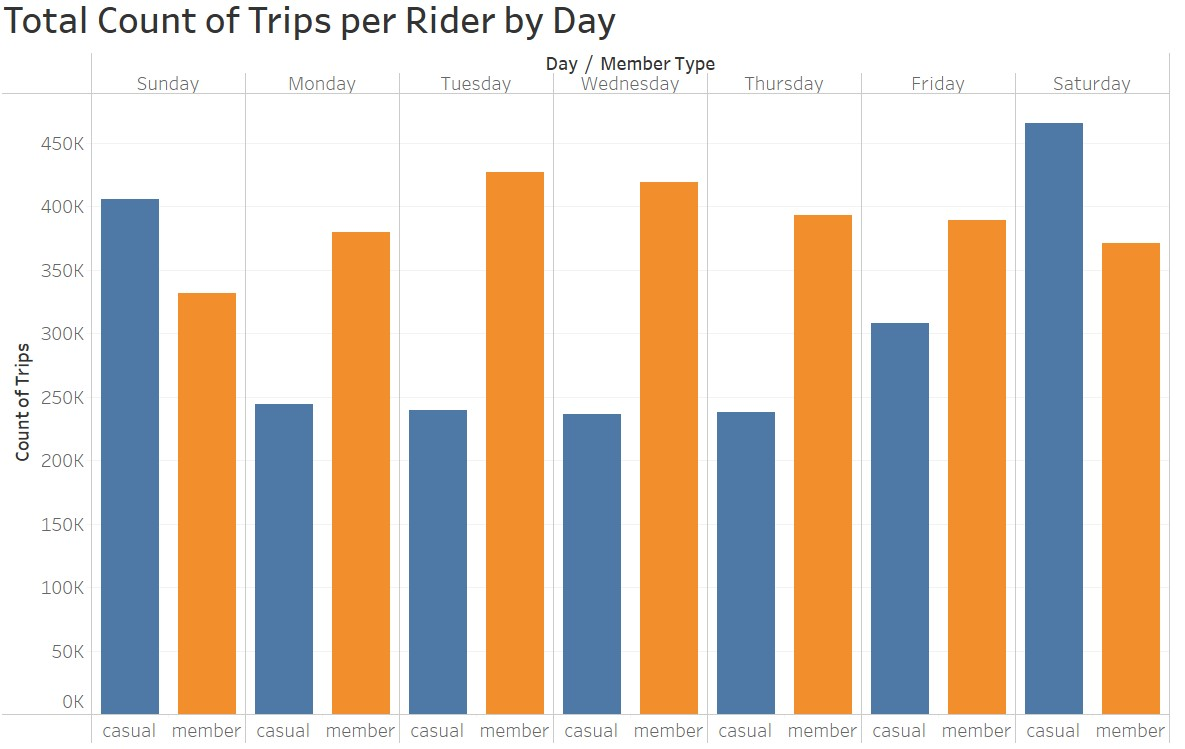 Total Count of Trips per Rider by Day
Day / Member Type
Sunday Monday Tuesday Wednesday Thursday Friday Saturday
Count of Trips
450K
400K
350K
300K
250K
200K
150K
100K
50K
0K
casual member casual member casual member casual member casual member casual member casual member